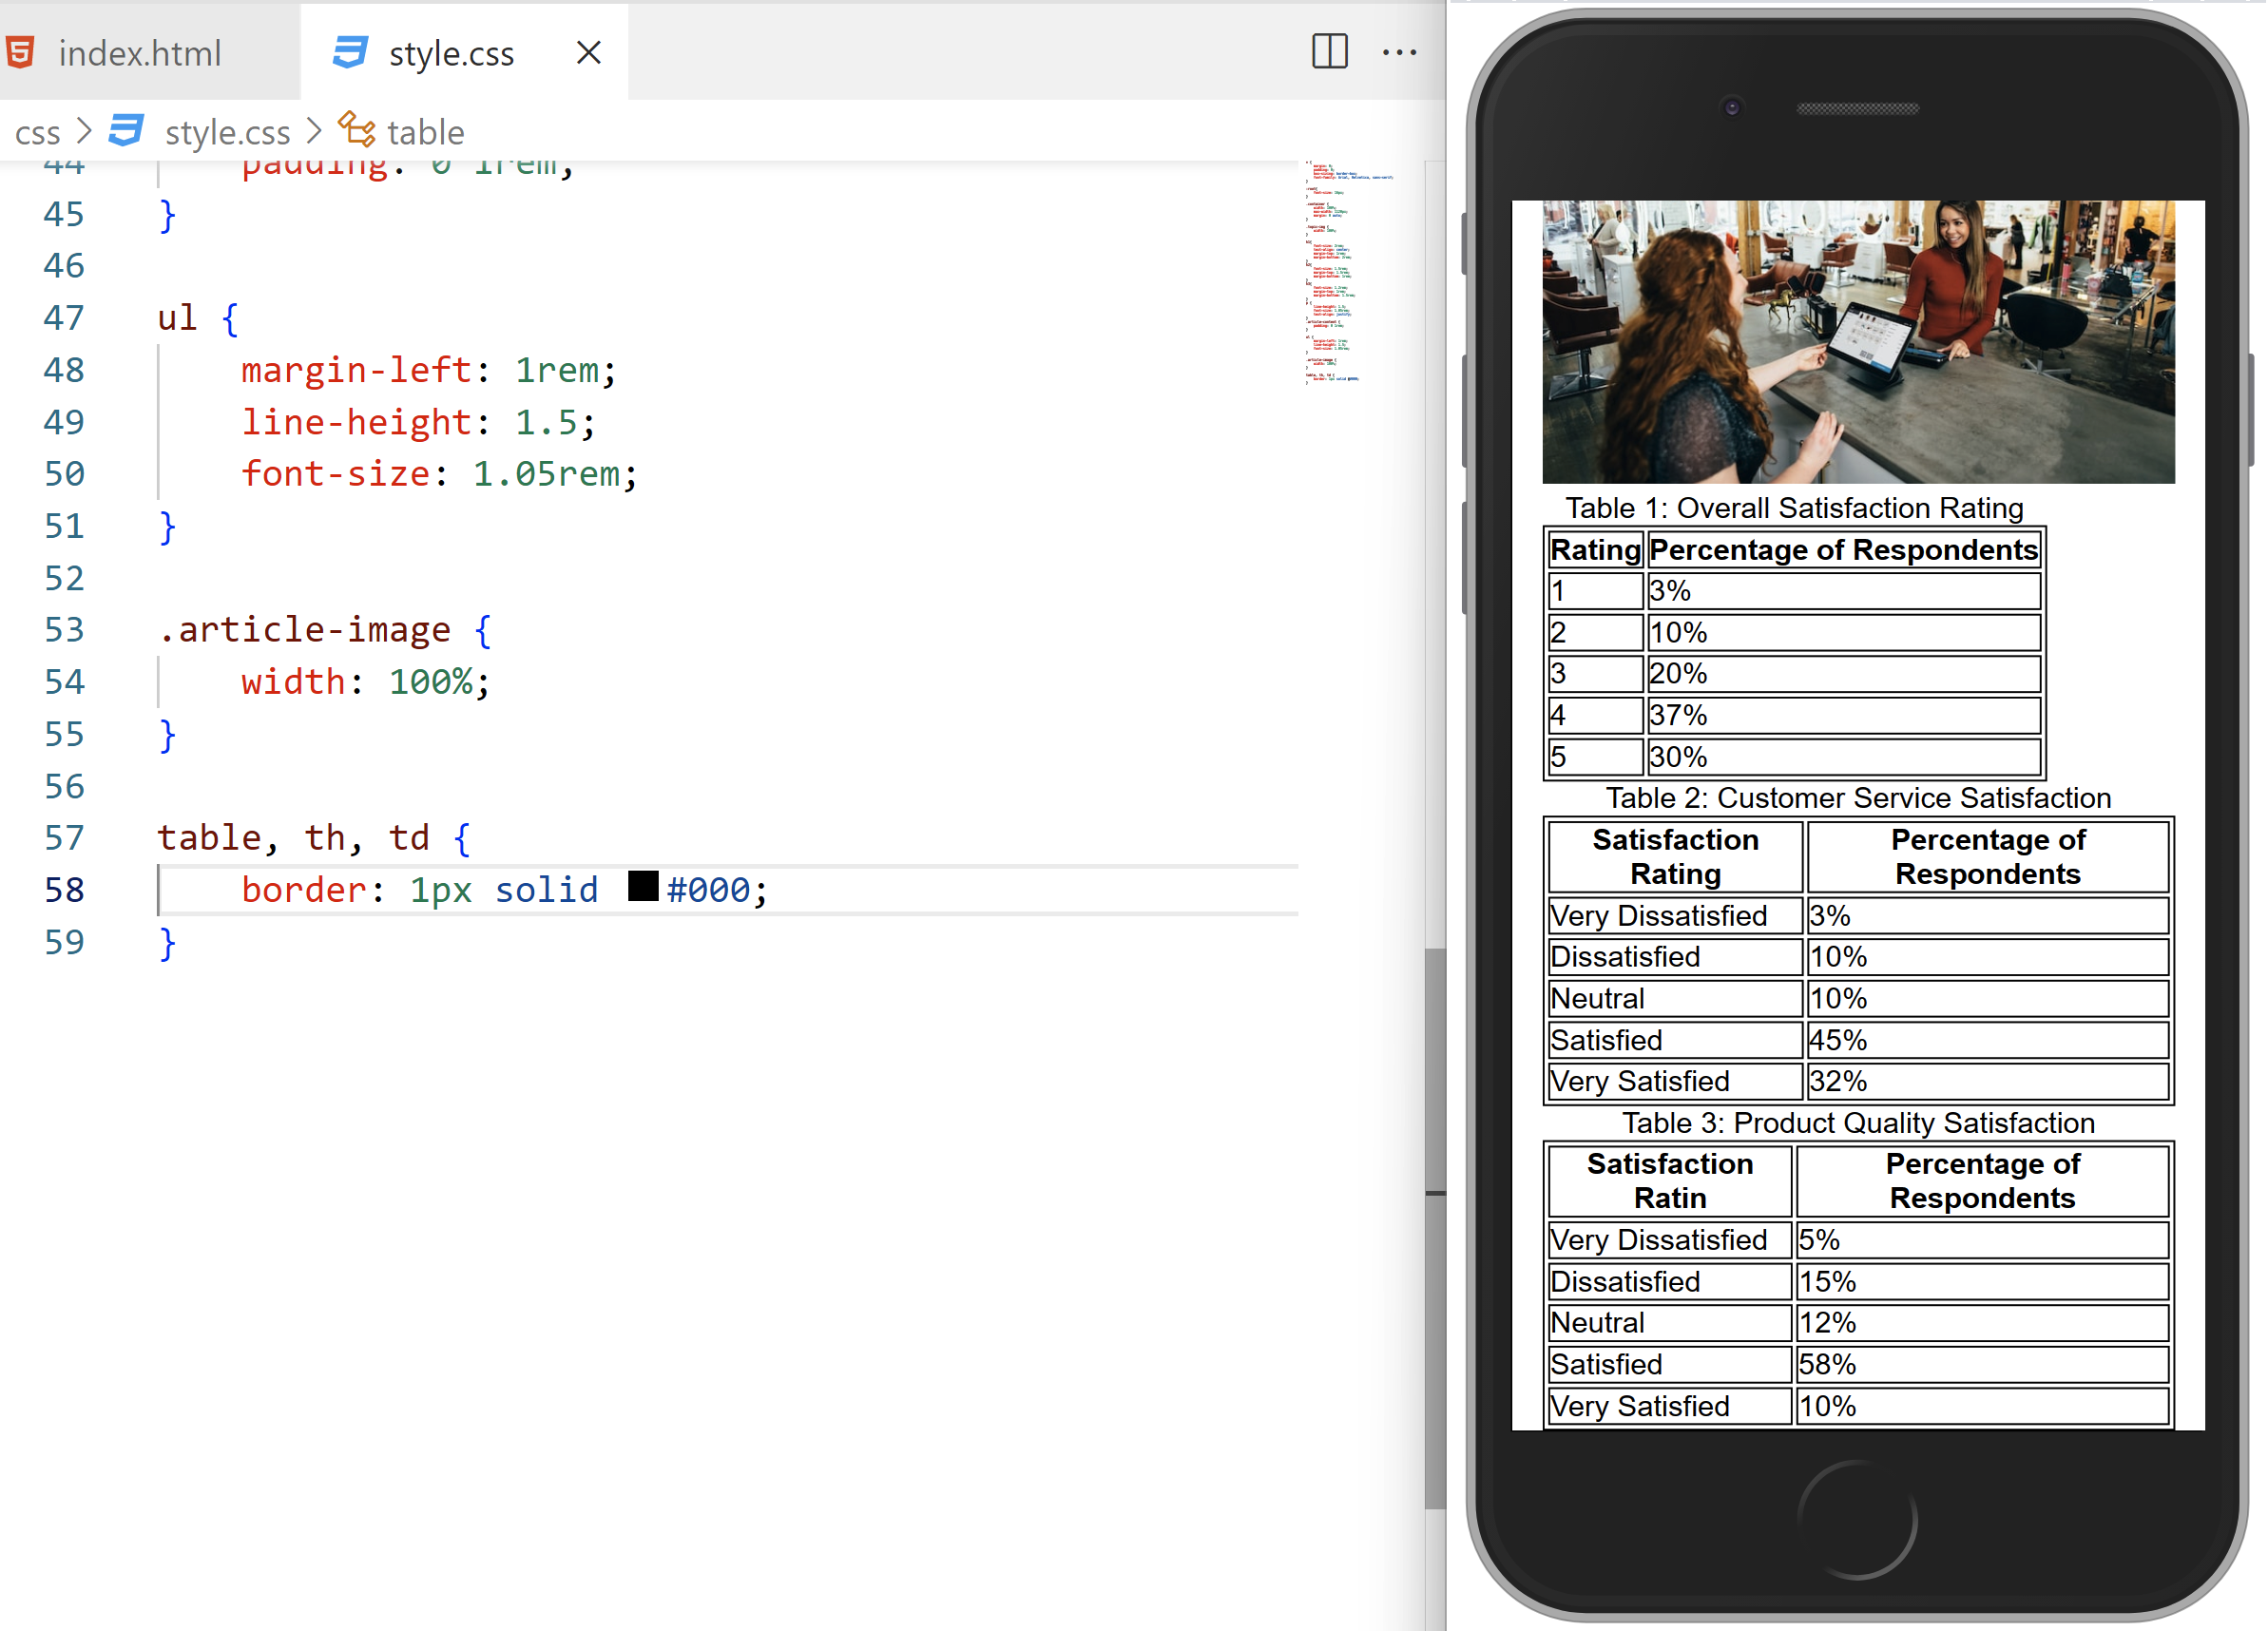 index.html
style.css
css > style.css > table
44 padding: 0 1rem;
45 }
46
47 ul {
48 margin-left: 1rem;
49 line-height: 1.5;
50 font-size: 1.05rem;
51 }
52
53 .article-image {
54 width: 100%;
55 }
56
57 table, th, td {
58 border: 1px solid #000;
59 }
Table 1: Overall Satisfaction Rating
Rating Percentage of Respondents
1 3%
2 10%
3 20%
4 37%
5 30%
Table 2: Customer Service Satisfaction
Satisfaction Percentage of
Rating Respondents
Very Dissatisfied 3%
Dissatisfied 10%
Neutral 10%
Satisfied 45%
Very Satisfied 32%
Table 3: Product Quality Satisfaction
Satisfaction Percentage of
Ratin Respondents
Very Dissatisfied 5%
Dissatisfied 15%
Neutral 12%
Satisfied 58%
Very Satisfied 10%